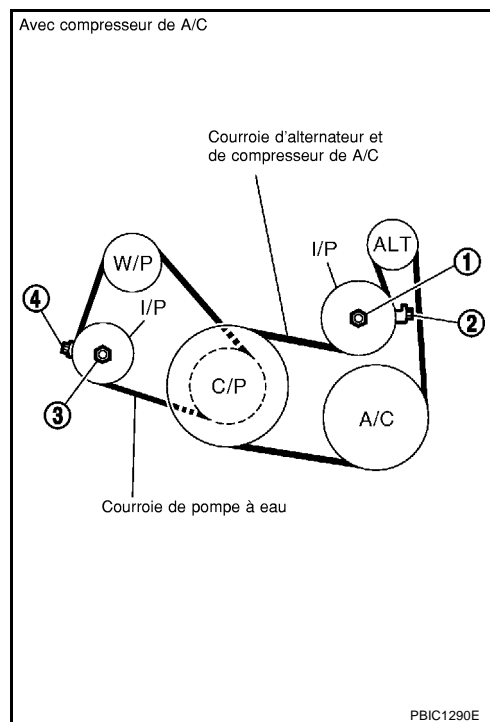 Avec compresseur de A/C
Courroie d'alternateur et
de compresseur de A/C
I/P
ALT
1
W/P
4
I/P
2
C/P
3
A/C
Courroie de pompe à eau
PBIC1290E